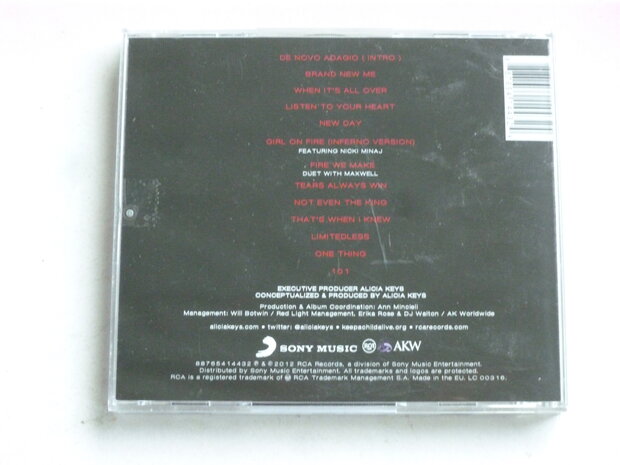 DE NOVO ADAGIO ( INTRO )
BRAND NEW ME
WHEN IT'S ALL OVER
LISTEN TO YOUR HEART
NEW DAY
GIRL ON FIRE (INFERNO VERSION)
FEATURING NICKI MINAJ
FIRE WE MAKE
DUET WITH MAXWELL
TEARS ALWAYS WIN
NOT EVEN THE KING
THAT'S WHEN I KNEW
LIMITEDLESS
ONE THING
101
EXECUTIVE PRODUCER ALICIA KEYS
CONCEPTUALIZED & PRODUCED BY ALICIA KEYS
Production & Album Coordination: Ann Mincieli
Management: Will Botwin / Red Light Management, Erika Rose & DJ Walton / AK Worldwide
aliciakeys.com • twitter: @aliciakeys • keepachildalive.org • rcarecords.com
SONY MUSIC RCA AKW
88765414432 ℗ & © 2012 RCA Records, a division of Sony Music Entertainment.
Distributed by Sony Music Entertainment. All trademarks and logos are protected.
RCA is a registered trademark of RCA Trademark Management S.A. Made in the EU. LC 00316.